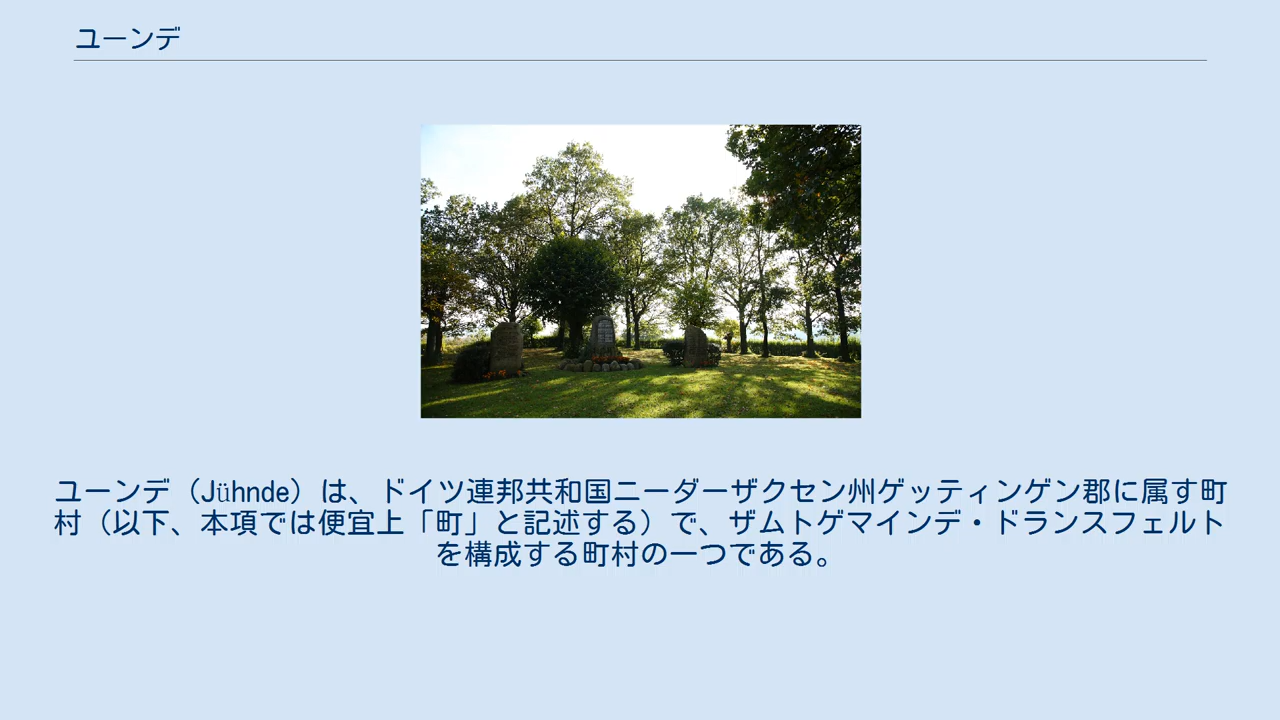 ユーンデ
ユーンデ（Jühnde）は、ドイツ連邦共和国ニーダーザクセン州ゲッティンゲン郡に属す町
村（以下、本項では便宜上「町」と記述する）で、ザムトゲマインデ・ドランスフェルト
を構成する町村の一つである。